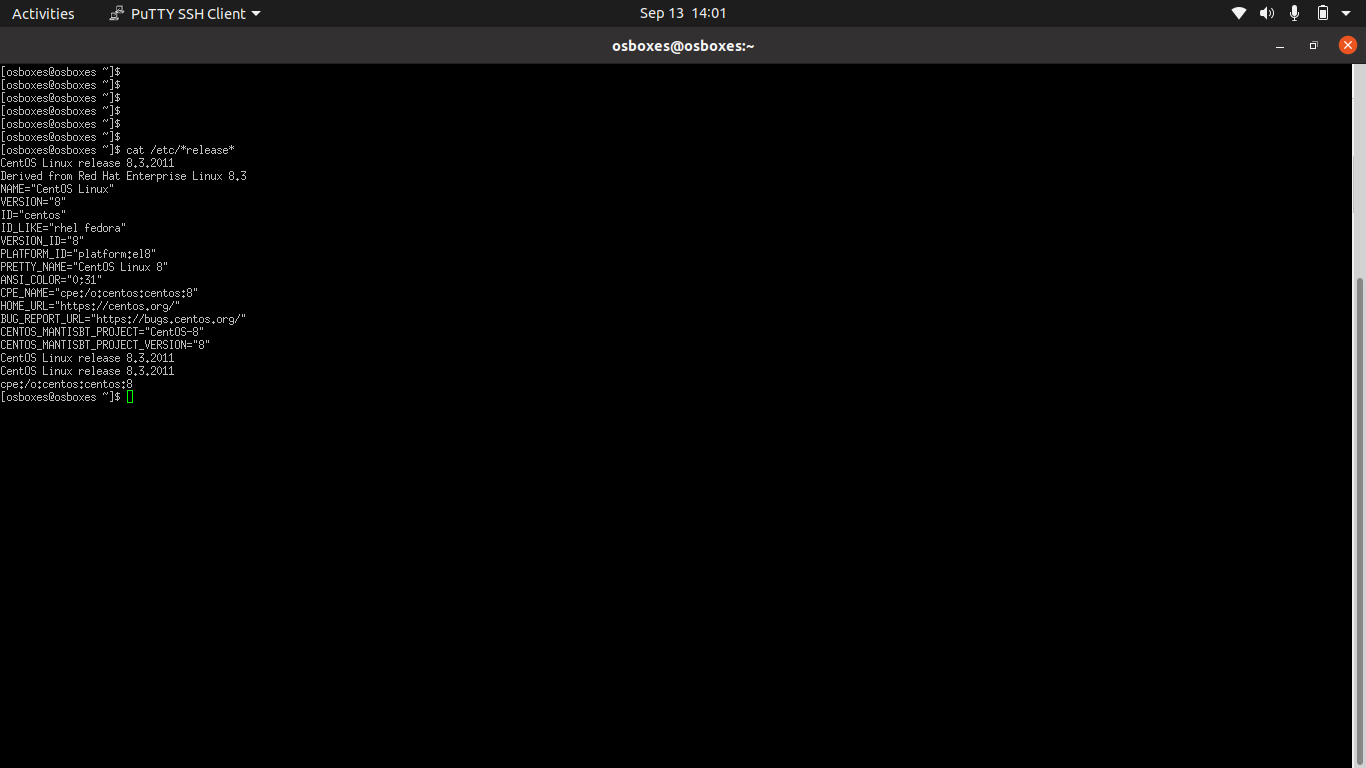 Activities
PuTTY SSH Client
Sep 13 14:01
osboxes@osboxes:~
[osboxes@osboxes ~]$
[osboxes@osboxes ~]$
[osboxes@osboxes ~]$
[osboxes@osboxes ~]$
[osboxes@osboxes ~]$
[osboxes@osboxes ~]$
[osboxes@osboxes ~]$ cat /etc/*release*
CentOS Linux release 8.3.2011
Derived from Red Hat Enterprise Linux 8.3
NAME="CentOS Linux"
VERSION="8"
ID="centos"
ID_LIKE="rhel fedora"
VERSION_ID="8"
PLATFORM_ID="platform:el8"
PRETTY_NAME="CentOS Linux 8"
ANSI_COLOR="0;31"
CPE_NAME="cpe:/o:centos:centos:8"
HOME_URL="https://centos.org/"
BUG_REPORT_URL="https://bugs.centos.org/"
CENTOS_MANTISBT_PROJECT="CentOS-8"
CENTOS_MANTISBT_PROJECT_VERSION="8"
CentOS Linux release 8.3.2011
CentOS Linux release 8.3.2011
cpe:/o:centos:centos:8
[osboxes@osboxes ~]$